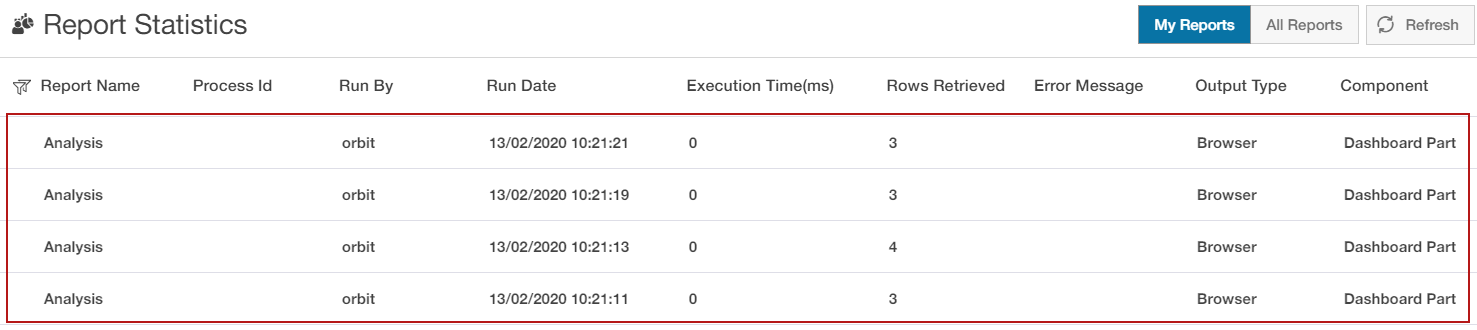 Report Statistics My Reports All Reports Refresh
Report Name Process Id Run By Run Date Execution Time(ms) Rows Retrieved Error Message Output Type Component
Analysis orbit 13/02/2020 10:21:21 0 3 Browser Dashboard Part
Analysis orbit 13/02/2020 10:21:19 0 3 Browser Dashboard Part
Analysis orbit 13/02/2020 10:21:13 0 4 Browser Dashboard Part
Analysis orbit 13/02/2020 10:21:11 0 3 Browser Dashboard Part